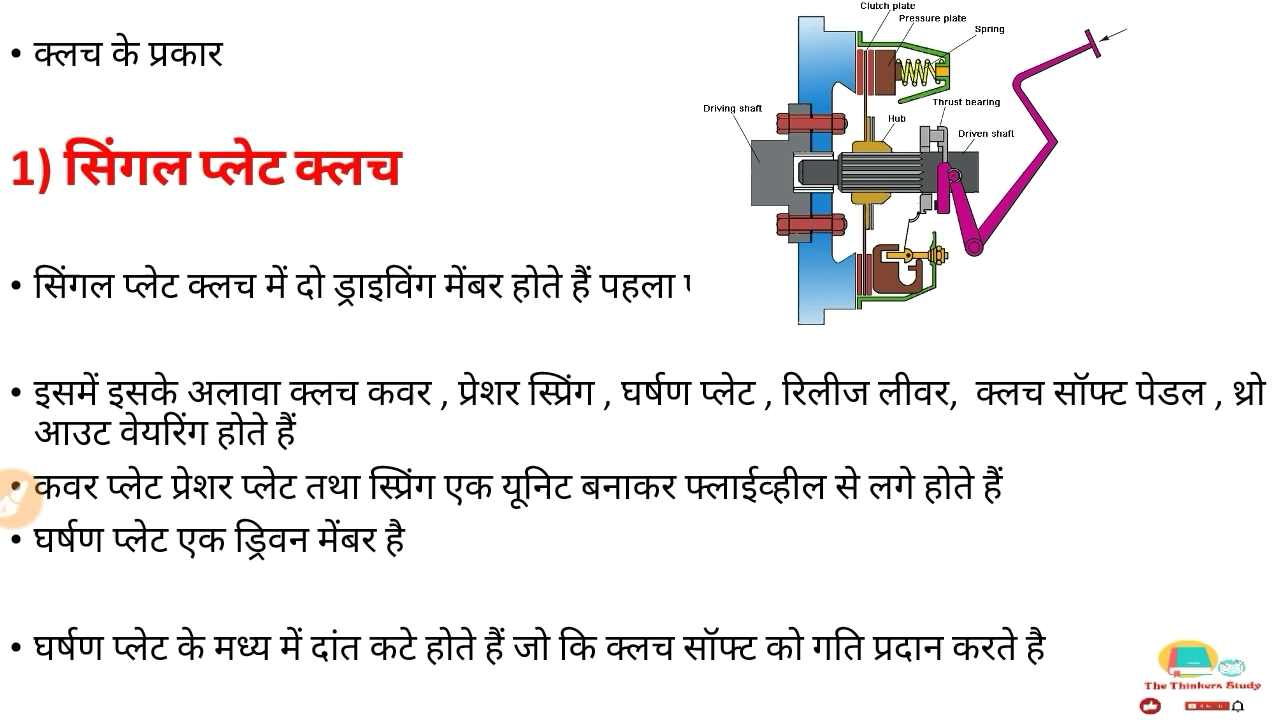 • क्लच के प्रकार
1) सिंगल प्लेट क्लच
• सिंगल प्लेट क्लच में दो ड्राइविंग मेंबर होते हैं पहला
• इसमें इसके अलावा क्लच कवर , प्रेशर स्प्रिंग , घर्षण प्लेट , रिलीज लीवर, क्लच सॉफ्ट पेडल , थ्रो
आउट वेयरिंग होते हैं
• कवर प्लेट प्रेशर प्लेट तथा स्प्रिंग एक यूनिट बनाकर फ्लाईव्हील से लगे होते हैं
• घर्षण प्लेट एक ड्रिवन मेंबर है
• घर्षण प्लेट के मध्य में दांत कटे होते हैं जो कि क्लच सॉफ्ट को गति प्रदान करते है
Clutch plate
Pressure plate
Spring
Driving shaft
Thrust bearing
Hub
Driven shaft
The Thinkers Study